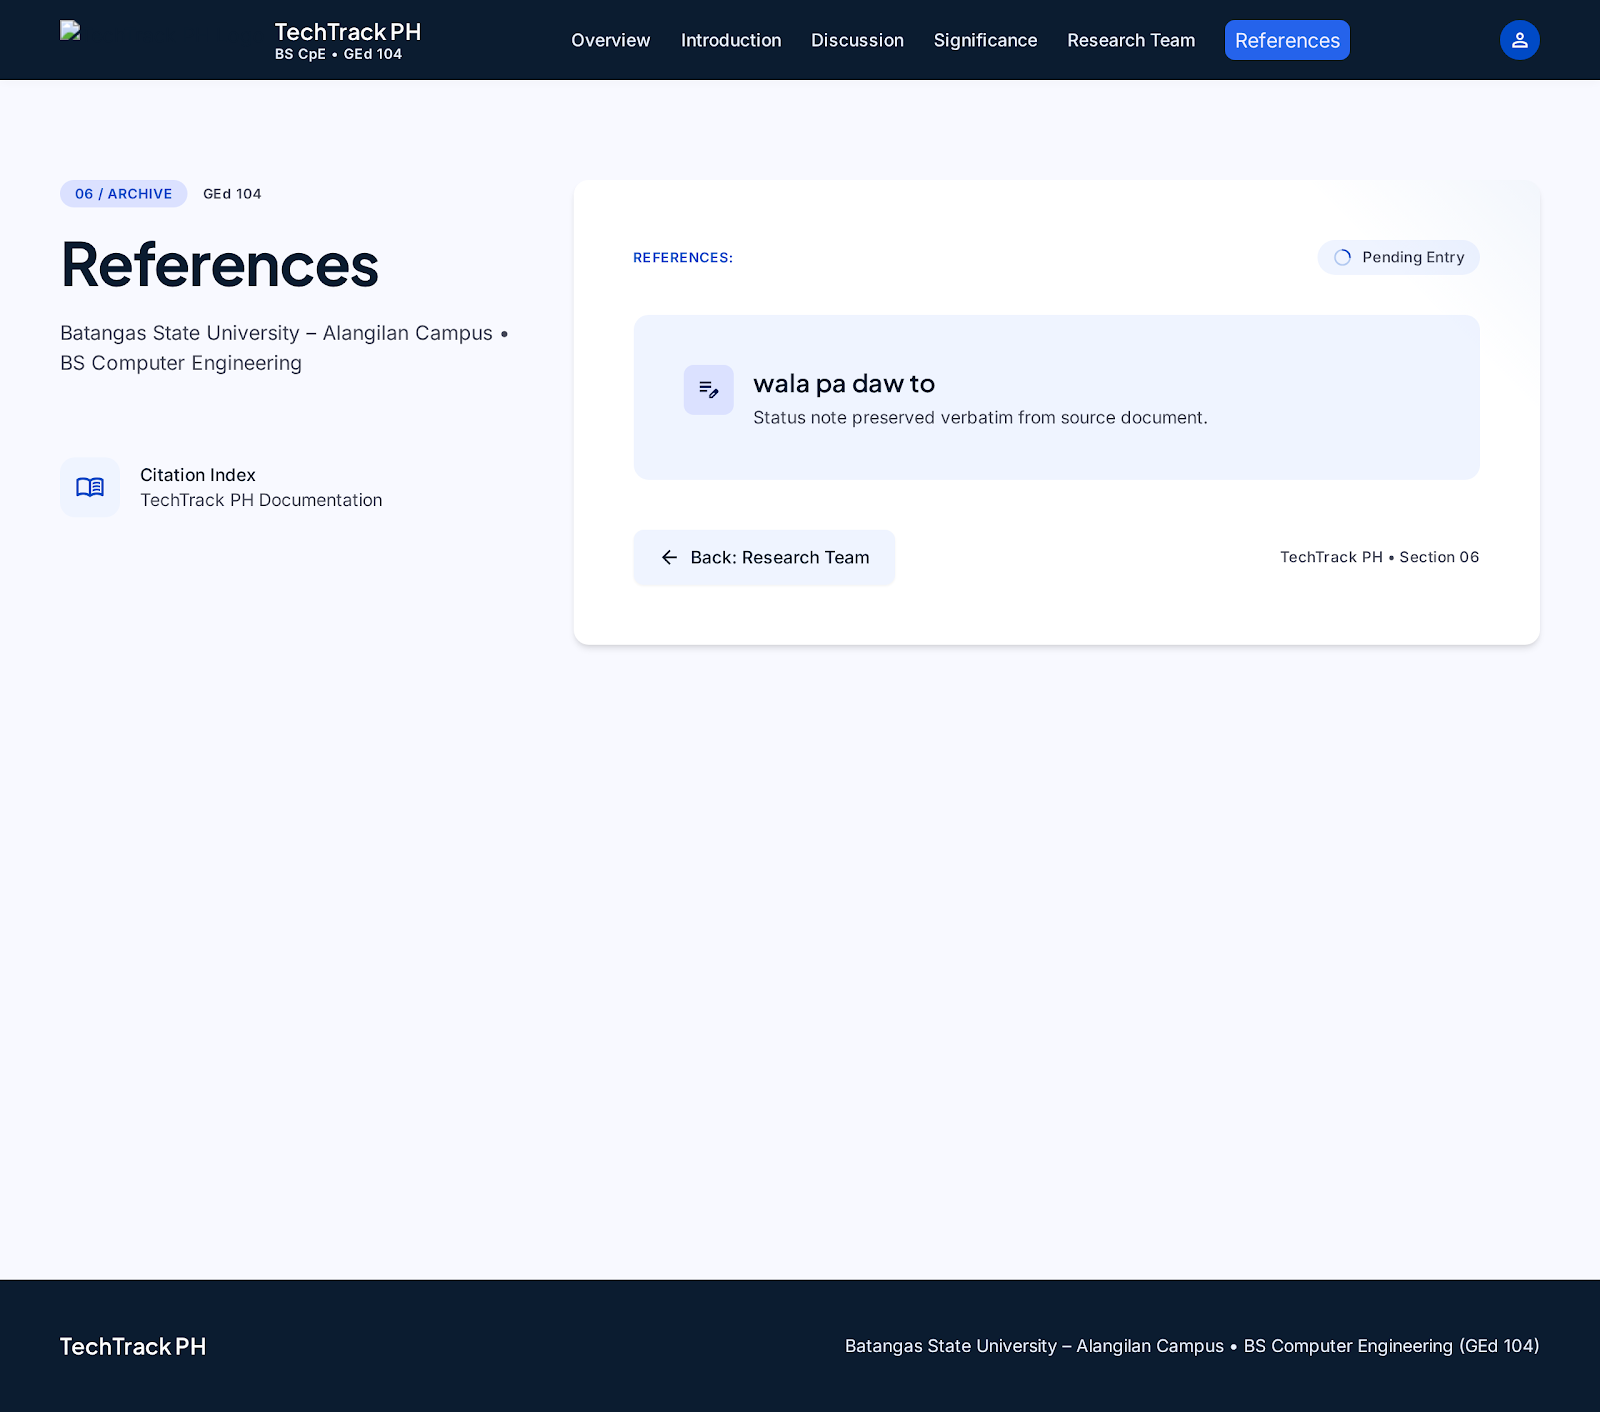 TechTrack PH
BS CpE • GEd 104
Overview
Introduction
Discussion
Significance
Research Team
References
06 / ARCHIVE
GEd 104
References
Batangas State University – Alangilan Campus •
BS Computer Engineering
Citation Index
TechTrack PH Documentation
REFERENCES:
Pending Entry
wala pa daw to
Status note preserved verbatim from source document.
Back: Research Team
TechTrack PH • Section 06
TechTrack PH
Batangas State University – Alangilan Campus • BS Computer Engineering (GEd 104)